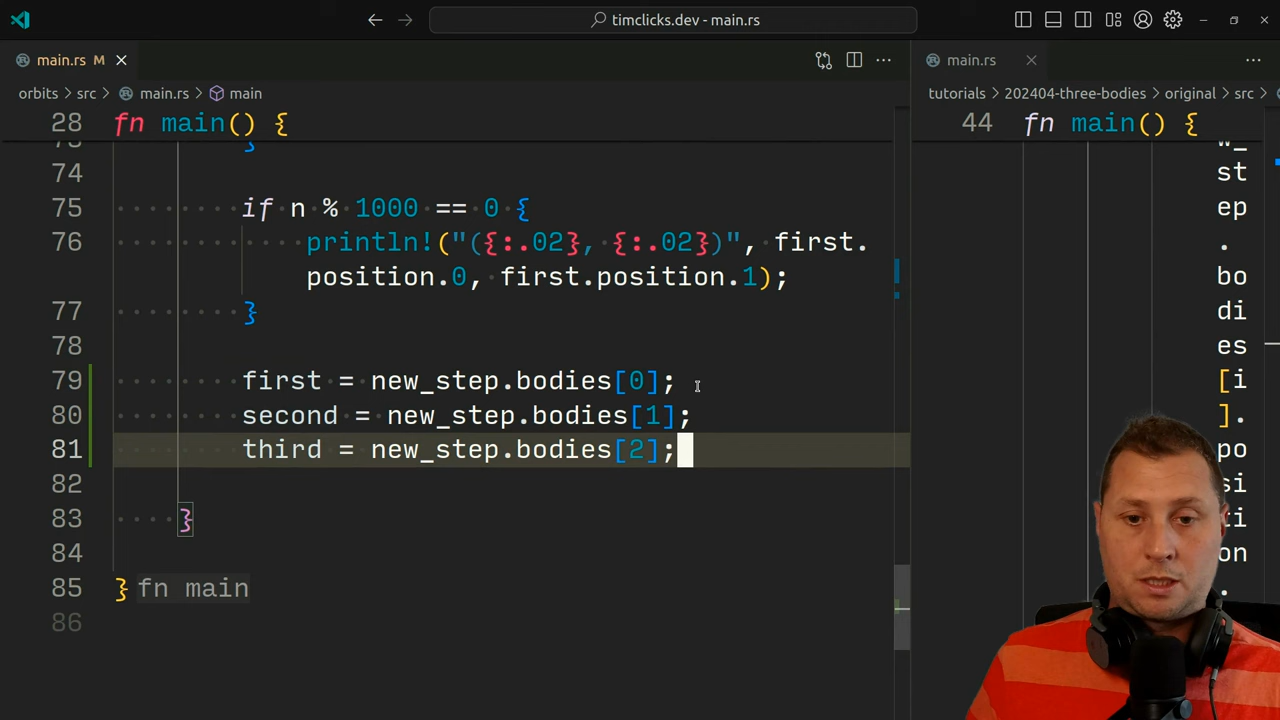 timclicks.dev - main.rs
main.rs M
main.rs
orbits > src > main.rs > main
tutorials > 202404-three-bodies > original > src >
28 fn main() {
44 fn main() {
73 }
74
75 if n % 1000 == 0 {
76 println!("({:.02}, {:.02})", first.
position.0, first.position.1);
77 }
78
79 first = new_step.bodies[0];
80 second = new_step.bodies[1];
81 third = new_step.bodies[2];
82
83 }
84
85 } fn main
86
w_
st
ep
.
bo
di
es
[i
].
po
si
ti
on
.